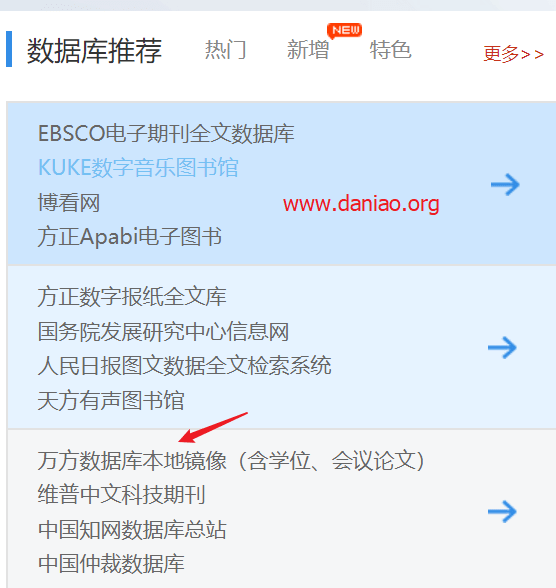 数据库推荐 热门 新增 NEW 特色 更多>>
EBSCO电子期刊全文数据库
KUKE数字音乐图书馆
博看网 www.daniao.org
方正Apabi电子图书
方正数字报纸全文库
国务院发展研究中心信息网
人民日报图文数据全文检索系统
天方有声图书馆
万方数据库本地镜像（含学位、会议论文）
维普中文科技期刊
中国知网数据库总站
中国仲裁数据库